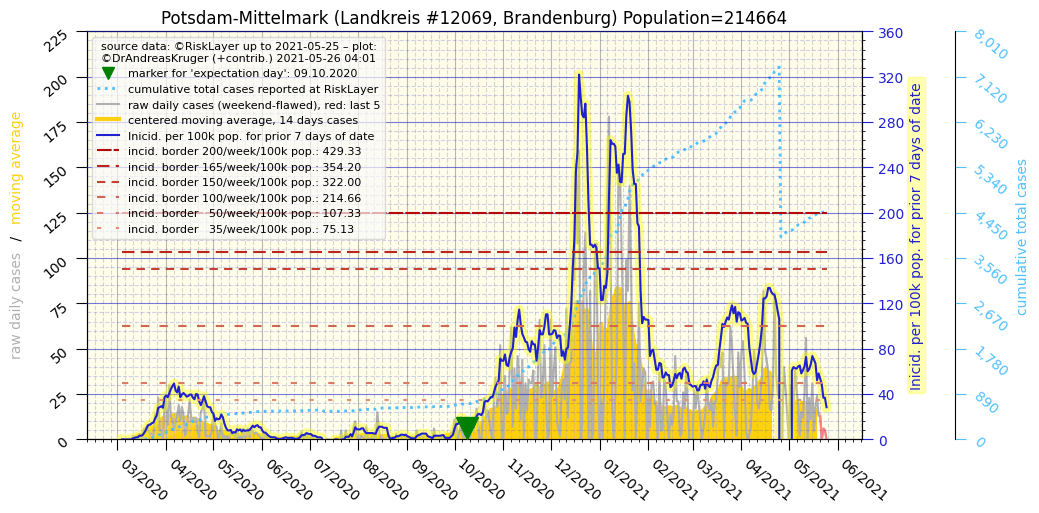 Potsdam-Mittelmark (Landkreis #12069, Brandenburg) Population=214664
source data: ©RiskLayer up to 2021-05-25 – plot:
©DrAndreasKruger (+contrib.) 2021-05-26 04:01
marker for 'expectation day': 09.10.2020
cumulative total cases reported at RiskLayer
raw daily cases (weekend-flawed), red: last 5
centered moving average, 14 days cases
Inicid. per 100k pop. for prior 7 days of date
incid. border 200/week/100k pop.: 429.33
incid. border 165/week/100k pop.: 354.20
incid. border 150/week/100k pop.: 322.00
incid. border 100/week/100k pop.: 214.66
incid. border   50/week/100k pop.: 107.33
incid. border   35/week/100k pop.: 75.13
raw daily cases / moving average
225
200
175
150
125
100
75
50
25
0
03/2020
04/2020
05/2020
06/2020
07/2020
08/2020
09/2020
10/2020
11/2020
12/2020
01/2021
02/2021
03/2021
04/2021
05/2021
06/2021
360
320
280
240
200
160
120
80
40
0
Inicid. per 100k pop. for prior 7 days of date
8,010
7,120
6,230
5,340
4,450
3,560
2,670
1,780
890
0
cumulative total cases